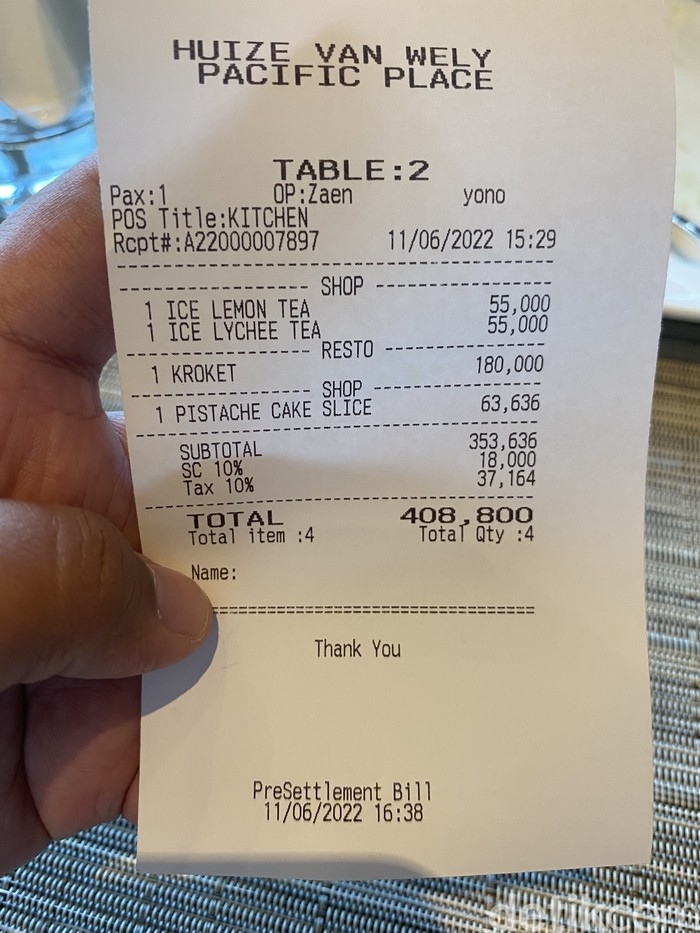 HUIZE VAN WELY
PACIFIC PLACE
TABLE:2
Pax:1 OP:Zaen yono
POS Title:KITCHEN
Rcpt#:A22000007897 11/06/2022 15:29
--------------------------------------------
------------------- SHOP ------------------
1 ICE LEMON TEA 55,000
1 ICE LYCHEE TEA 55,000
------------------- RESTO ------------------
1 KROKET 180,000
------------------- SHOP ------------------
1 PISTACHE CAKE SLICE 63,636
--------------------------------------------
SUBTOTAL 353,636
SC 10% 18,000
Tax 10% 37,164
--------------------------------------------
TOTAL 408,800
Total item :4 Total Qty :4
Name:
========================================
Thank You
PreSettlement Bill
11/06/2022 16:38